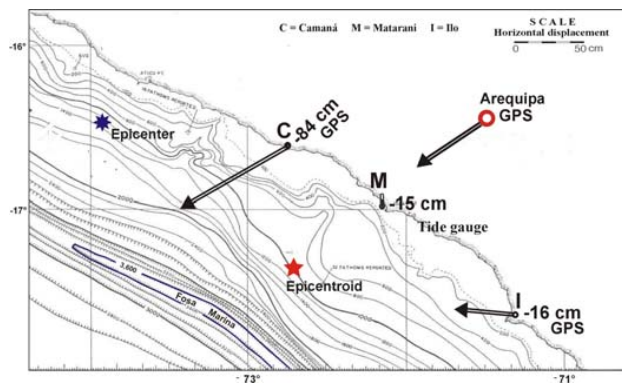 C = Camaná M = Matarani I = Ilo
SCALE
Horizontal displacement
0 50 cm
-16°
Epicenter
C
-84 cm
GPS
Arequipa
GPS
M
-15 cm
Tide gauge
-17°
Epicentroid
3,600
Fosa
Marina
I
-16 cm
GPS
-73°
-71°